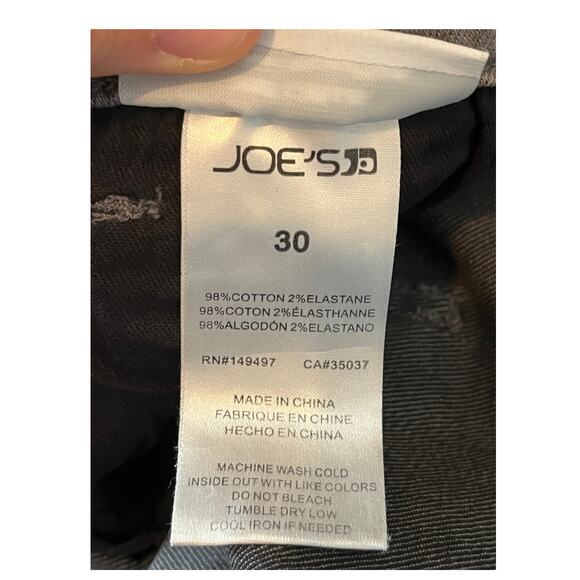 JOE'S
30
98%COTTON 2%ELASTANE
98%COTON 2%ÉLASTHANNE
98%ALGODÓN 2%ELASTANO
RN#149497 CA#35037
MADE IN CHINA
FABRIQUE EN CHINE
HECHO EN CHINA
MACHINE WASH COLD
INSIDE OUT WITH LIKE COLORS
DO NOT BLEACH
TUMBLE DRY LOW
COOL IRON IF NEEDED